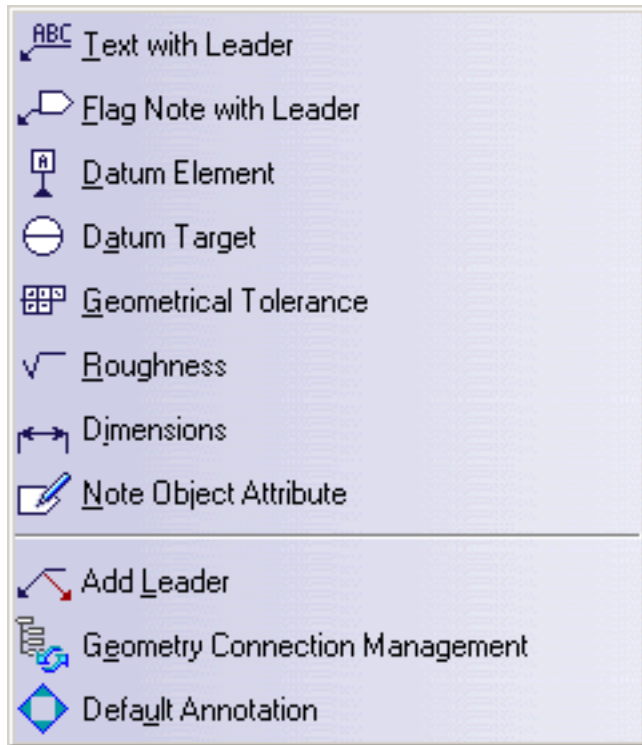 ABC Text with Leader
Flag Note with Leader
A Datum Element
Datum Target
Geometrical Tolerance
Roughness
Dimensions
Note Object Attribute
Add Leader
Geometry Connection Management
Default Annotation